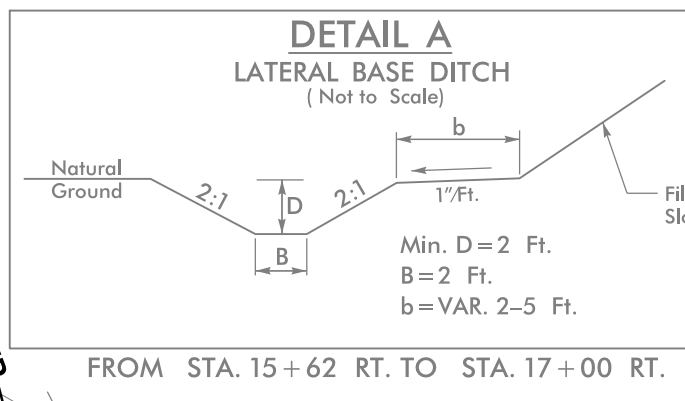 DETAIL A
LATERAL BASE DITCH
( Not to Scale)
b
Natural
Ground
2:1
D
2:1
1"/Ft.
B
Min. D = 2 Ft.
B = 2 Ft.
b = VAR. 2–5 Ft.
FROM STA. 15 + 62 RT. TO STA. 17 + 00 RT.